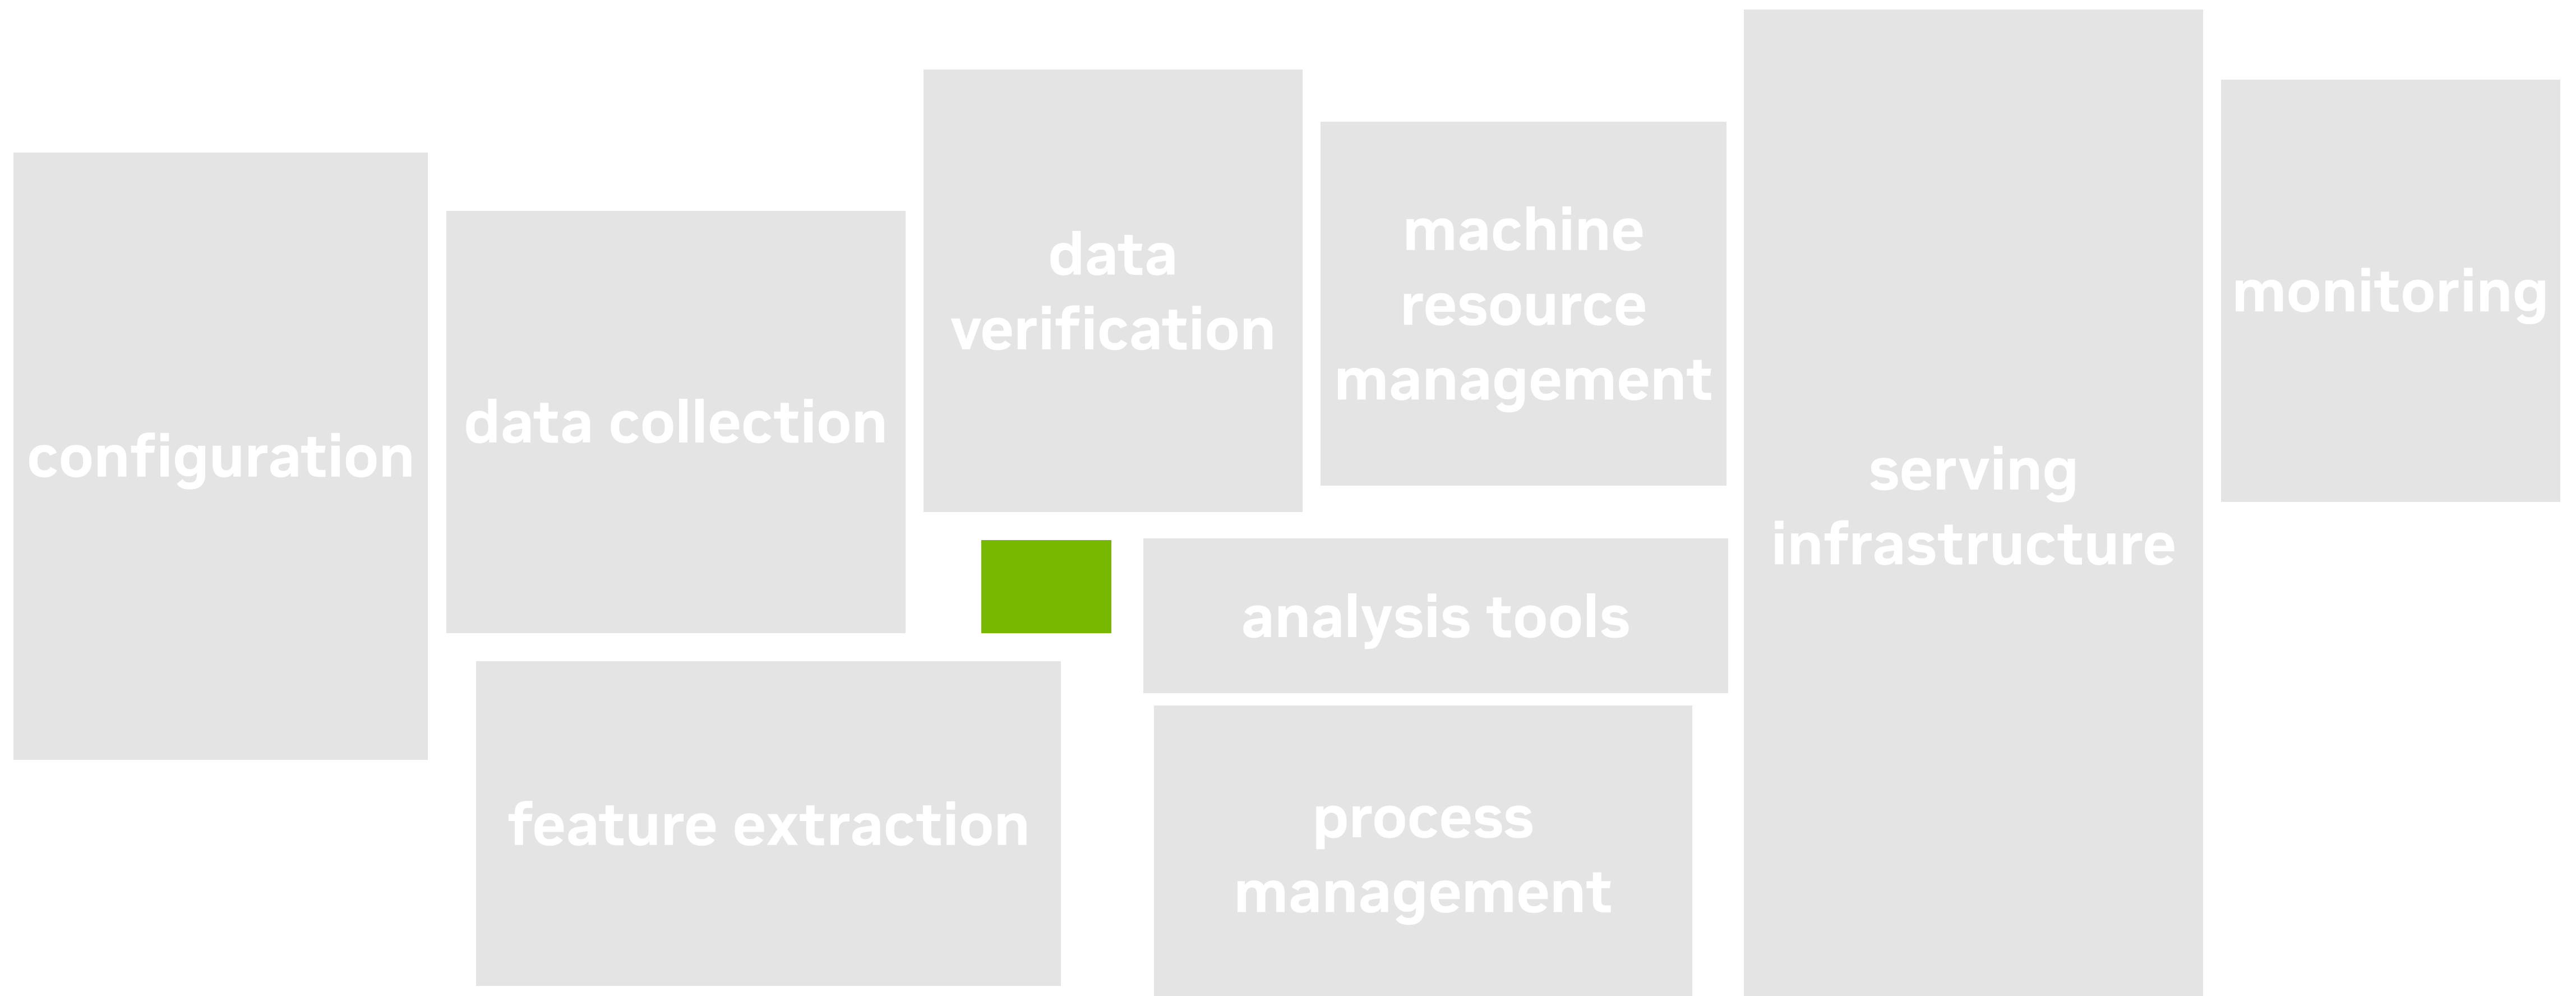 configuration
data collection
data
verification
machine
resource
management
serving
infrastructure
monitoring
analysis tools
feature extraction
process
management